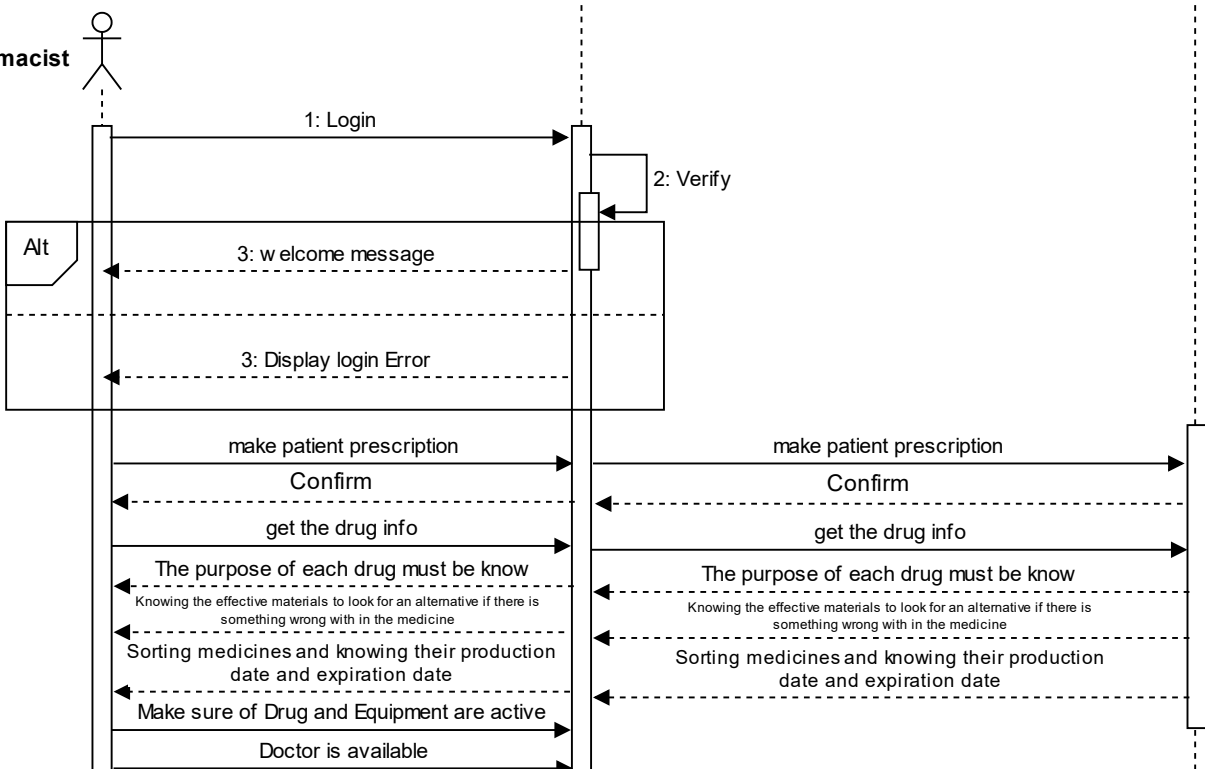 macist
1: Login
2: Verify
Alt
3: welcome message
3: Display login Error
make patient prescription
make patient prescription
Confirm
Confirm
get the drug info
get the drug info
The purpose of each drug must be know
The purpose of each drug must be know
Knowing the effective materials to look for an alternative if there is
something wrong with in the medicine
Knowing the effective materials to look for an alternative if there is
something wrong with in the medicine
Sorting medicines and knowing their production
date and expiration date
Sorting medicines and knowing their production
date and expiration date
Make sure of Drug and Equipment are active
Doctor is available